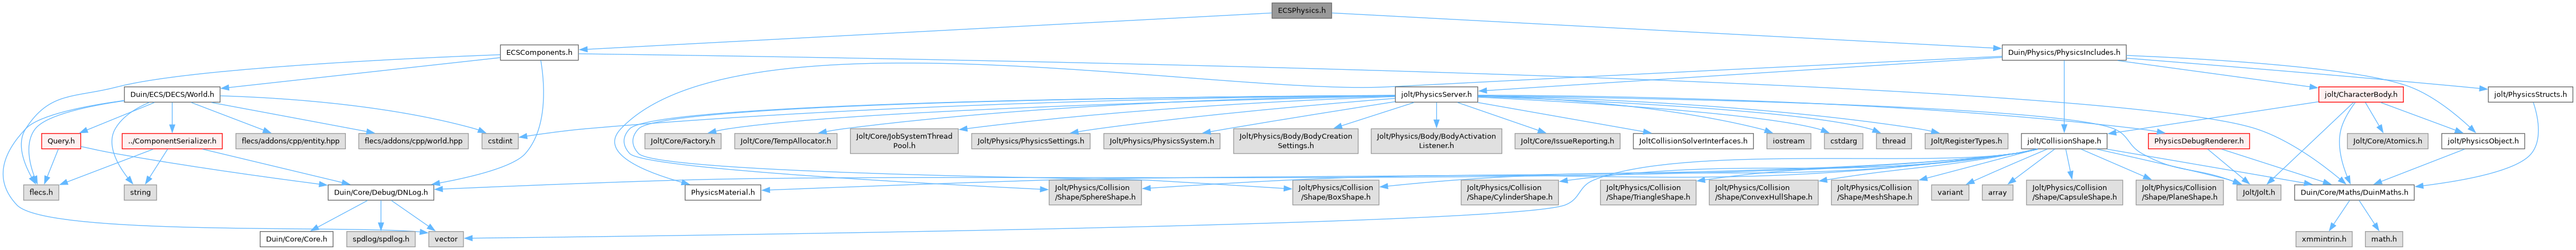 ECSPhysics.h
ECSComponents.h
Duin/Physics/PhysicsIncludes.h
Duin/ECS/DECS/World.h
jolt/PhysicsServer.h
jolt/CharacterBody.h
jolt/PhysicsStructs.h
Query.h
../ComponentSerializer.h
flecs/addons/cpp/entity.hpp
flecs/addons/cpp/world.hpp
cstdint
Jolt/Core/Factory.h
Jolt/Core/TempAllocator.h
Jolt/Core/JobSystemThread
Pool.h
Jolt/Physics/PhysicsSettings.h
Jolt/Physics/PhysicsSystem.h
Jolt/Physics/Body/BodyCreation
Settings.h
Jolt/Physics/Body/BodyActivation
Listener.h
Jolt/Core/IssueReporting.h
JoltCollisionSolverInterfaces.h
iostream
cstdarg
thread
Jolt/RegisterTypes.h
jolt/CollisionShape.h
PhysicsDebugRenderer.h
Jolt/Core/Atomics.h
jolt/PhysicsObject.h
flecs.h
string
Duin/Core/Debug/DNLog.h
PhysicsMaterial.h
Jolt/Physics/Collision
/Shape/SphereShape.h
Jolt/Physics/Collision
/Shape/BoxShape.h
Jolt/Physics/Collision
/Shape/CylinderShape.h
Jolt/Physics/Collision
/Shape/TriangleShape.h
Jolt/Physics/Collision
/Shape/ConvexHullShape.h
Jolt/Physics/Collision
/Shape/MeshShape.h
variant
array
Jolt/Physics/Collision
/Shape/CapsuleShape.h
Jolt/Physics/Collision
/Shape/PlaneShape.h
Jolt/Jolt.h
Duin/Core/Maths/DuinMaths.h
Duin/Core/Core.h
spdlog/spdlog.h
vector
xmmintrin.h
math.h